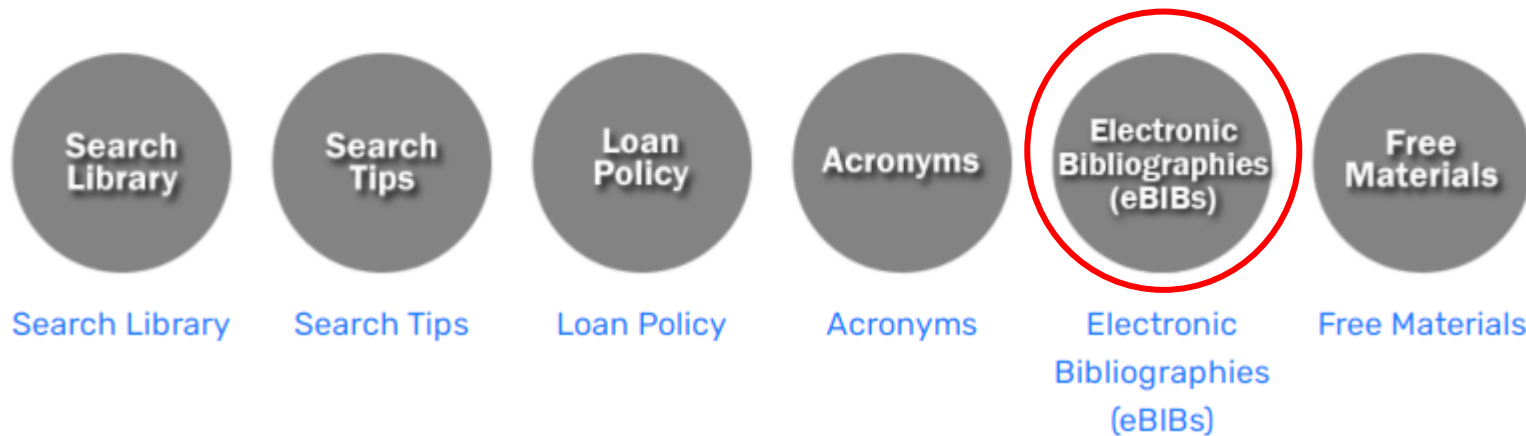 Search
Library
Search
Tips
Loan
Policy
Acronyms
Electronic
Bibliographies
(eBIBs)
Free
Materials
Search Library
Search Tips
Loan Policy
Acronyms
Electronic
Bibliographies
(eBIBs)
Free Materials